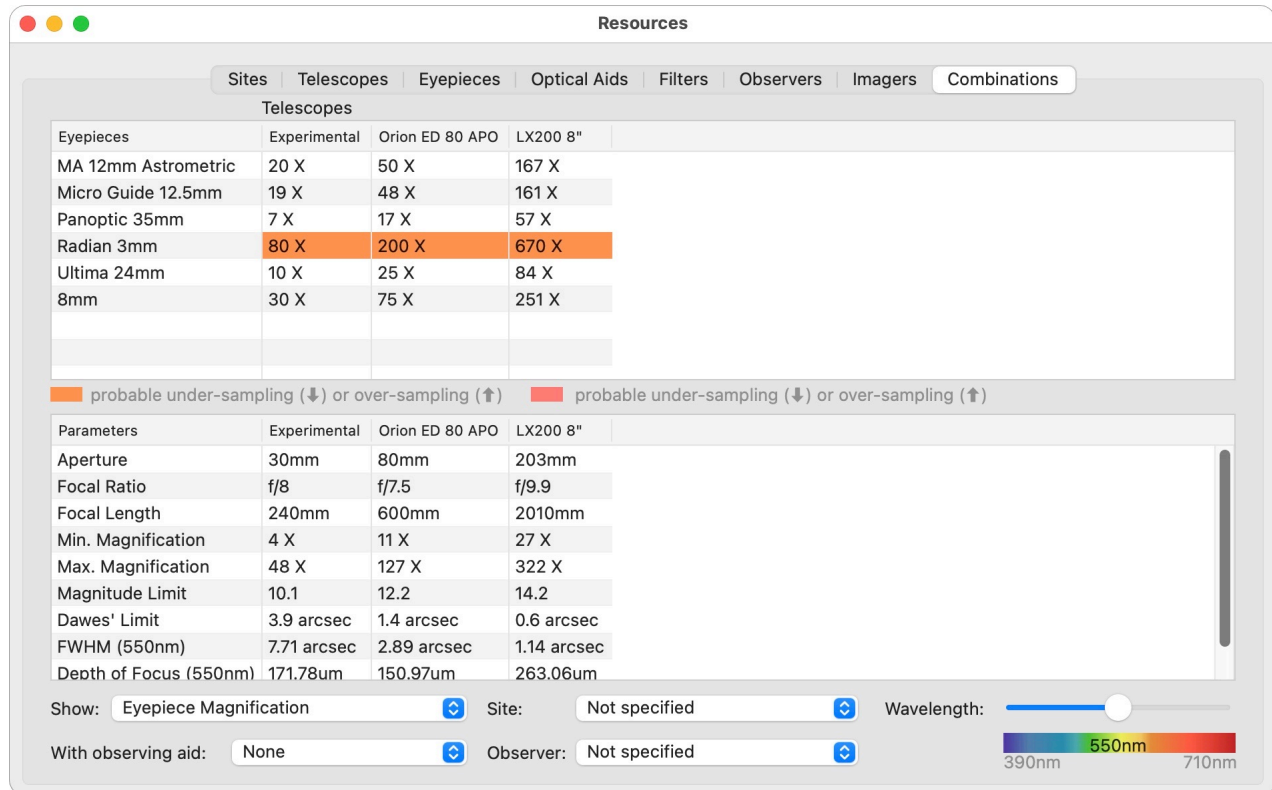 Resources
Sites Telescopes Eyepieces Optical Aids Filters Observers Imagers Combinations
Telescopes
Eyepieces Experimental Orion ED 80 APO LX200 8"
MA 12mm Astrometric 20 X 50 X 167 X
Micro Guide 12.5mm 19 X 48 X 161 X
Panoptic 35mm 7 X 17 X 57 X
Radian 3mm 80 X 200 X 670 X
Ultima 24mm 10 X 25 X 84 X
8mm 30 X 75 X 251 X
probable under-sampling (⬇) or over-sampling (⬆) probable under-sampling (⬇) or over-sampling (⬆)
Parameters Experimental Orion ED 80 APO LX200 8"
Aperture 30mm 80mm 203mm
Focal Ratio f/8 f/7.5 f/9.9
Focal Length 240mm 600mm 2010mm
Min. Magnification 4 X 11 X 27 X
Max. Magnification 48 X 127 X 322 X
Magnitude Limit 10.1 12.2 14.2
Dawes' Limit 3.9 arcsec 1.4 arcsec 0.6 arcsec
FWHM (550nm) 7.71 arcsec 2.89 arcsec 1.14 arcsec
Depth of Focus (550nm) 171.78um 150.97um 263.06um
Show: Eyepiece Magnification Site: Not specified Wavelength:
With observing aid: None Observer: Not specified 550nm
390nm 710nm